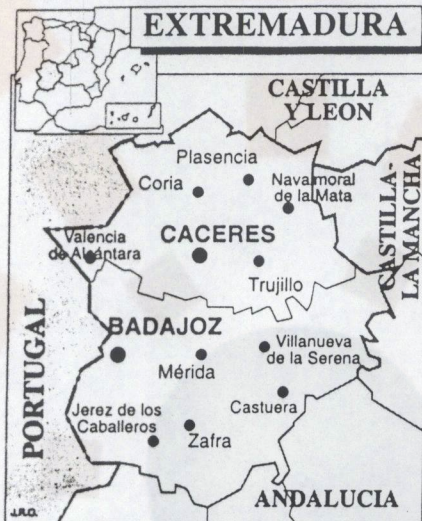 EXTREMADURA
CASTILLA
Y LEON
Plasencia
Coria
Navalmoral
de la Mata
CASTILLA-
LA MANCHA
Valencia
de Alcántara
CACERES
Trujillo
PORTUGAL
BADAJOZ
Villanueva
de la Serena
Mérida
Jerez de los
Caballeros
Castuera
Zafra
ANDALUCIA
J.R.O.